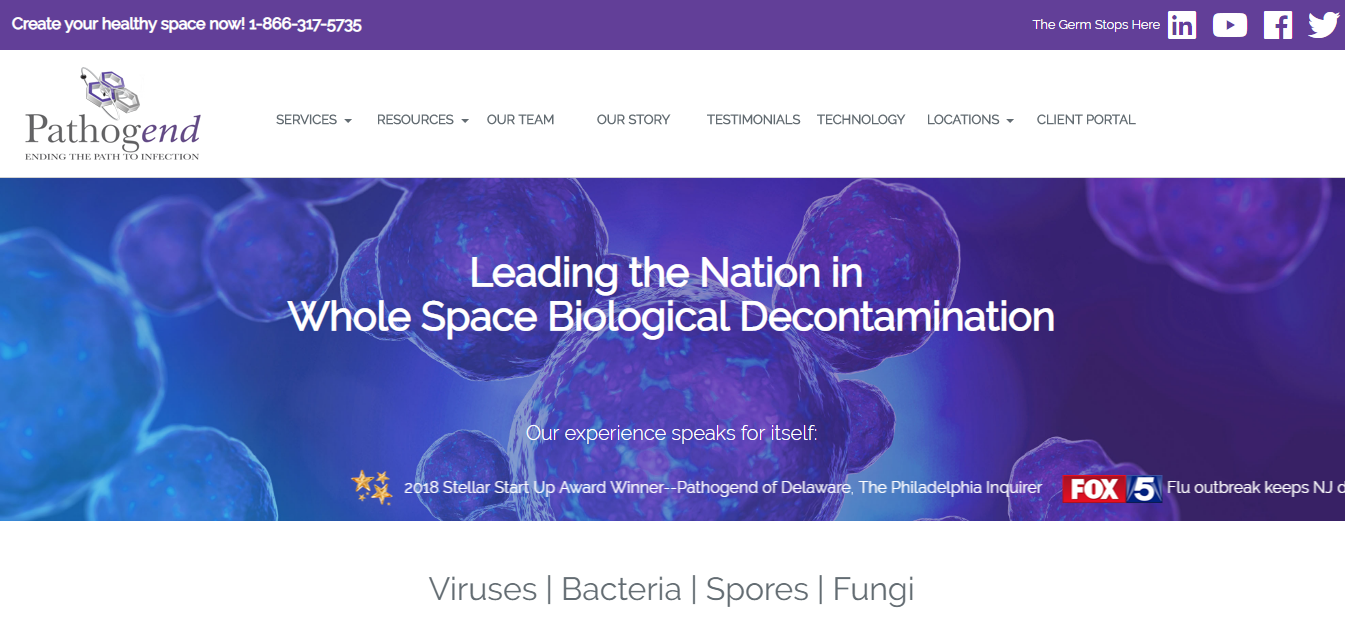 Create your healthy space now! 1-866-317-5735
The Germ Stops Here
Pathogend
ENDING THE PATH TO INFECTION
SERVICES RESOURCES OUR TEAM OUR STORY TESTIMONIALS TECHNOLOGY LOCATIONS CLIENT PORTAL
Leading the Nation in
Whole Space Biological Decontamination
Our experience speaks for itself:
2018 Stellar Start Up Award Winner--Pathogend of Delaware, The Philadelphia Inquirer FOX 5 Flu outbreak keeps NJ d
Viruses | Bacteria | Spores | Fungi